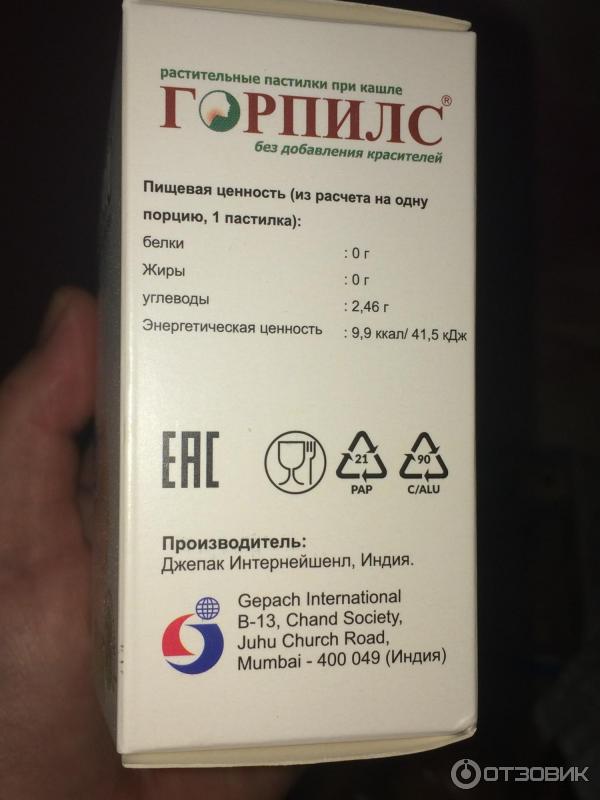 растительные пастилки при кашле
ГОРПИЛС®
без добавления красителей
Пищевая ценность (из расчета на одну
порцию, 1 пастилка):
белки : 0 г
Жиры : 0 г
углеводы : 2,46 г
Энергетическая ценность : 9,9 ккал/ 41,5 кДж
EAC
21
PAP
90
C/ALU
Производитель:
Джепак Интернейшенл, Индия.
Gepach International
B-13, Chand Society,
Juhu Church Road,
Mumbai - 400 049 (Индия)
ОТЗОВИК